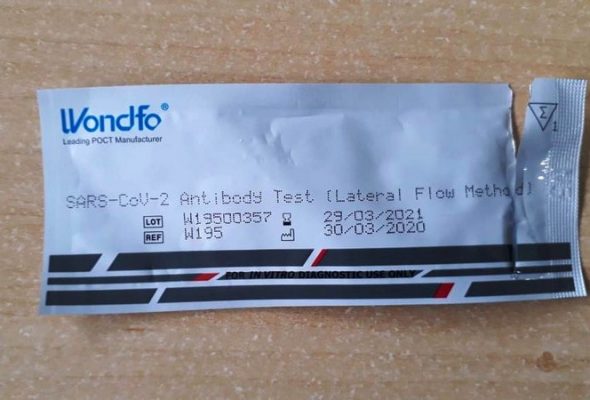 Wondfo®
Leading POCT Manufacturer
Σ
1
SARS-CoV-2 Antibody Test (Lateral Flow Method)
LOT W19500357 29/03/2021
REF W195 30/03/2020
FOR IN VITRO DIAGNOSTIC USE ONLY